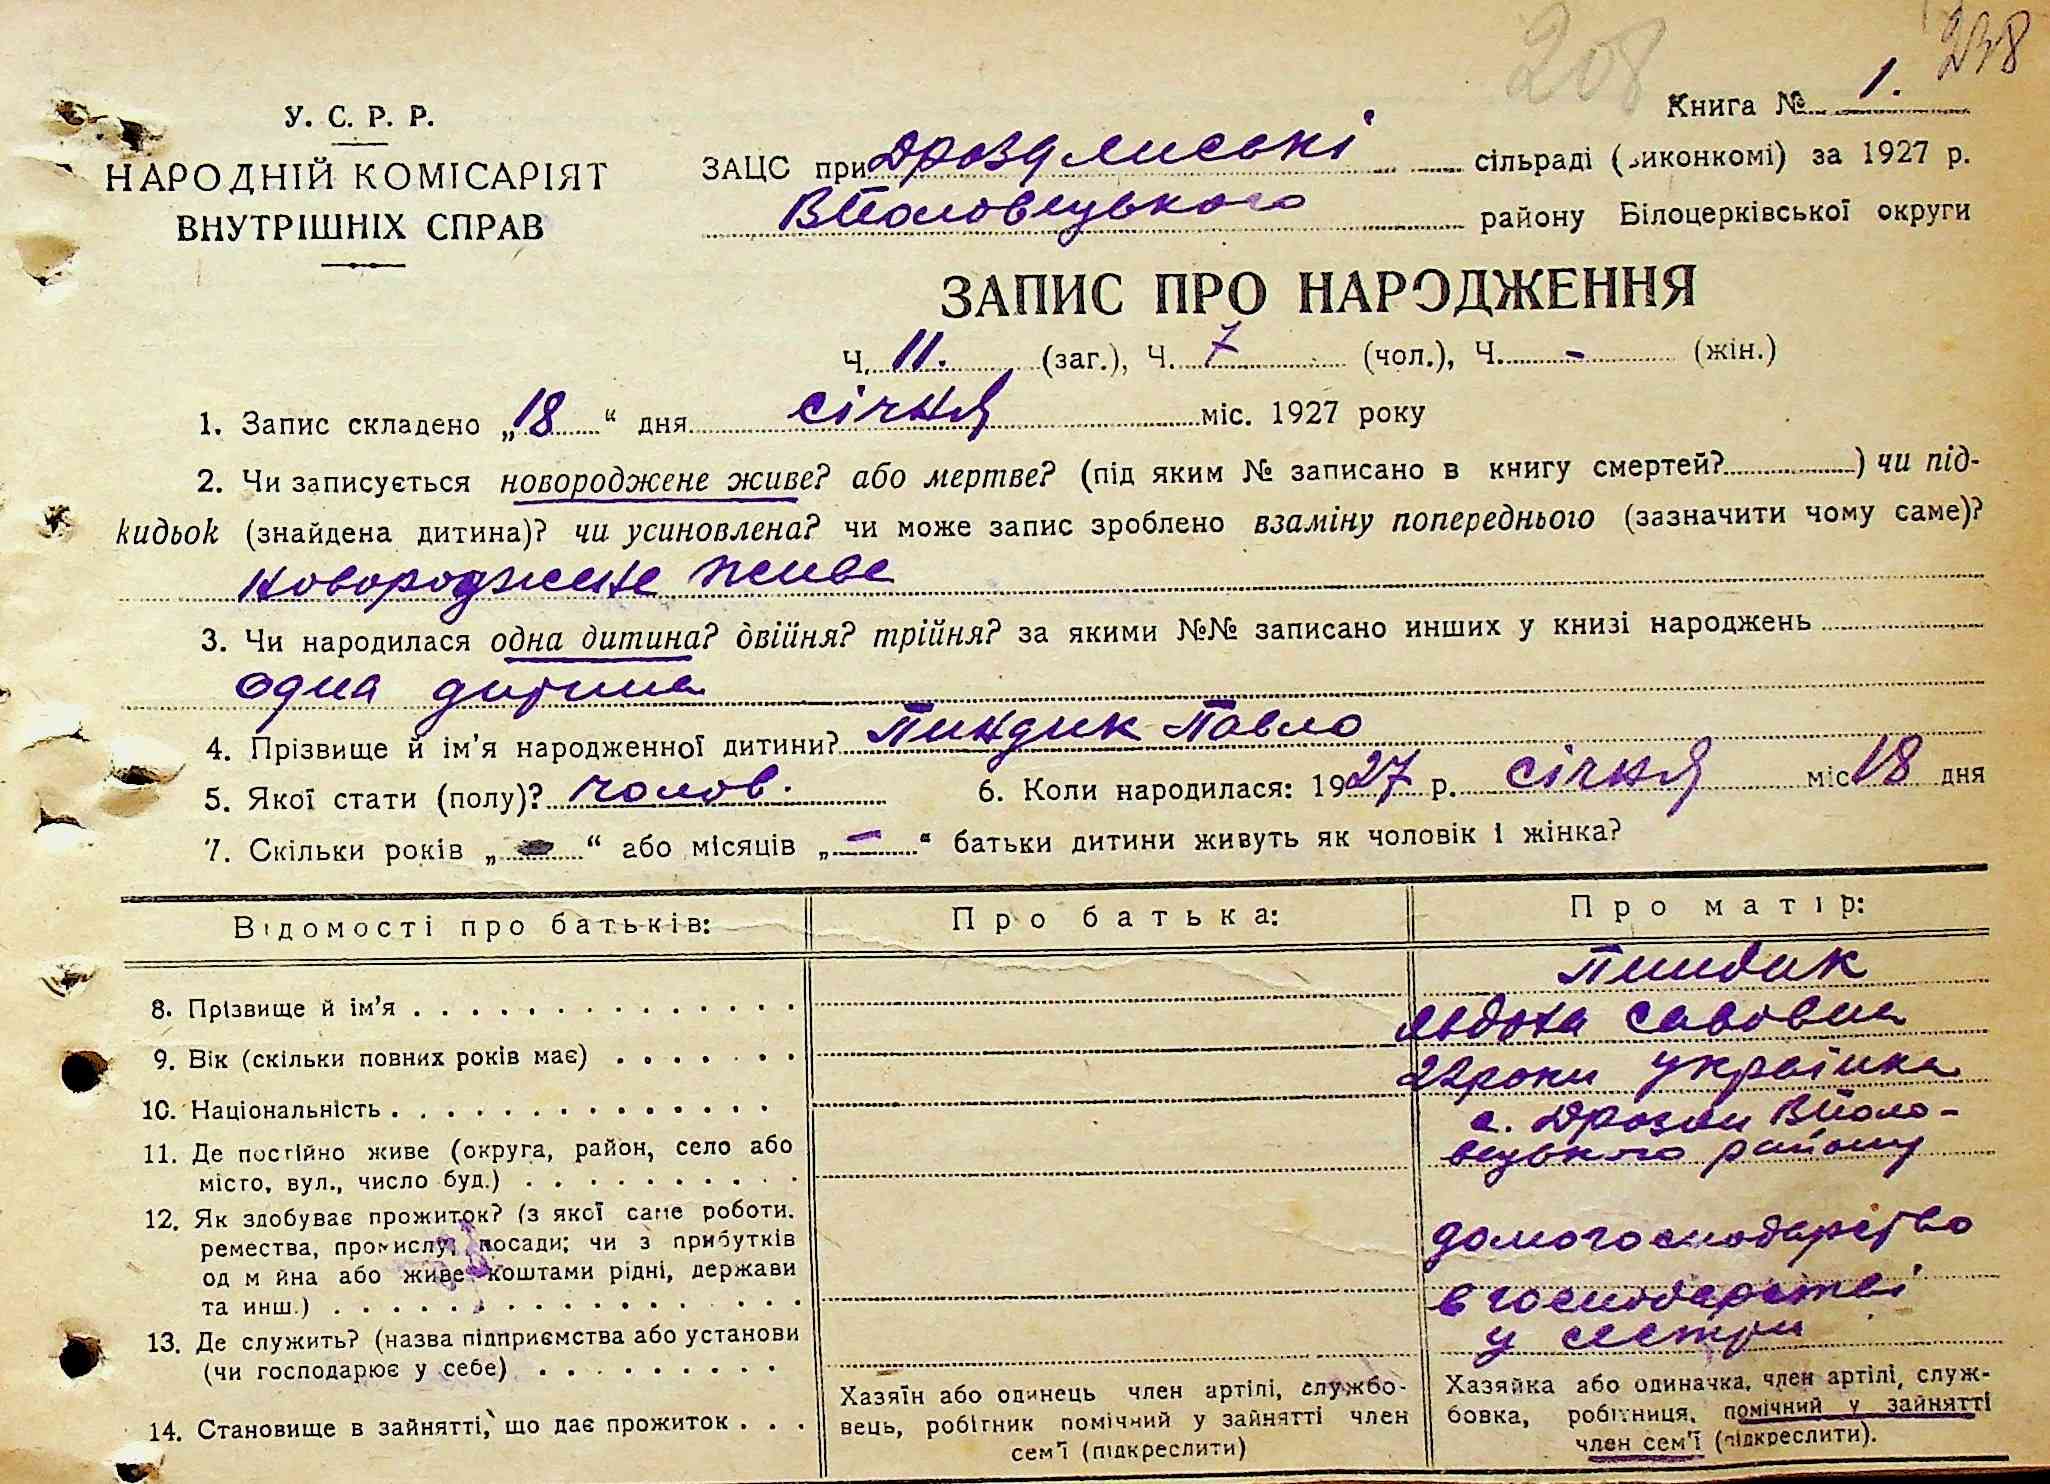 208 238
Книга № 1.
У. С. Р. Р.
НАРОДНІЙ КОМІСАРІЯТ
ВНУТРІШНІХ СПРАВ
ЗАЦС при сільраді (виконкомі) за 1927 р.
ВПоловецького району Білоцерківської округи
ЗАПИС ПРО НАРОДЖЕННЯ
Ч. 11. (заг.), Ч. 7 (чол.), Ч. - (жін.)
1. Запис складено „18“ дня січня міс. 1927 року
2. Чи записується новороджене живе? або мертве? (під яким № записано в книгу смертей? ) чи під-
кидьок (знайдена дитина)? чи усиновлена? чи може запис зроблено взаміну попереднього (зазначити чому саме)?
новороджене живе
3. Чи народилася одна дитина? двійня? трійня? за якими №№ записано инших у книзі народжень
одна дитина
4. Прізвище й ім’я народженної дитини? Пиндик Павло
5. Якої стати (полу)? чолов. 6. Коли народилася: 1927 р. січня міс 18 дня
7. Скільки років „ “ або місяців „-“ батьки дитини живуть як чоловік і жінка?
Відомості про батьків: Про батька: Про матір:
8. Прізвище й ім’я Пиндик
Явдоха Савовна
9. Вік (скільки повних років має)
10. Національність 22 роки українка
11. Де постійно живе (округа, район, село або
місто, вул., число буд.)
с. Дрозди ВПоло-
вецького району
12. Як здобуває прожиток? (з якої саме роботи.
ремества, промислу, посади; чи з прибутків
од м йна або живе коштами рідні, держави
та инш.)
домогосподарство
13. Де служить? (назва підприємства або установи
(чи господарює у себе)
в господарстві
у сестри
14. Становище в зайнятті, що дає прожиток
Хазяїн або одинець член артілі, службо-
вець, робітник помічний у зайнятті член
сем’ї (підкреслити)
Хазяйка або одиначка, член артілі, служ-
бовка, робітниця, помічний у зайнятті
член сем’ї (підкреслити).